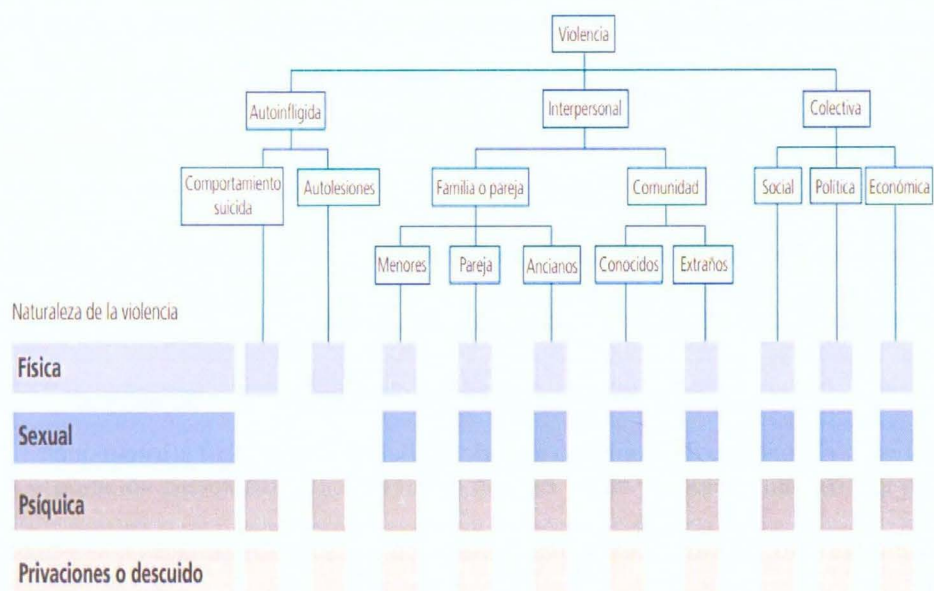 Violencia
Autoinfligida
Interpersonal
Colectiva
Comportamiento
suicida
Autolesiones
Familia o pareja
Comunidad
Social
Política
Económica
Menores
Pareja
Ancianos
Conocidos
Extraños
Naturaleza de la violencia
Física
Sexual
Psíquica
Privaciones o descuido